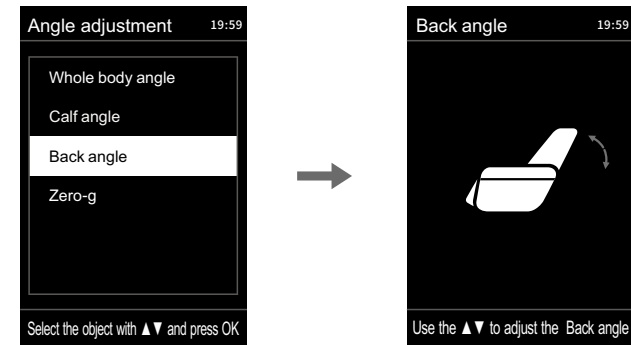 Angle adjustment 19:59
Whole body angle
Calf angle
Back angle
Zero-g
Select the object with ▲▼ and press OK
Back angle 19:59
Use the ▲▼ to adjust the Back angle